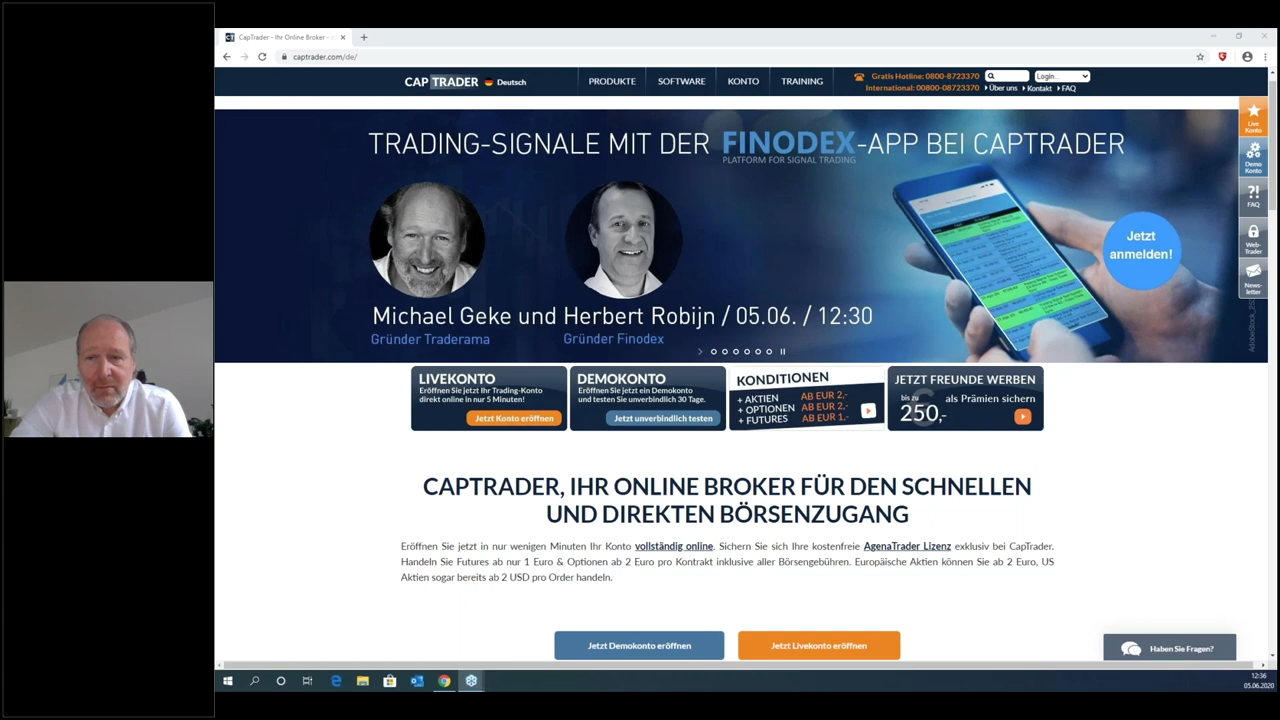 CapTrader - Ihr Online Broker -
captrader.com/de/
CAPTRADER Deutsch
PRODUKTE SOFTWARE KONTO TRAINING
Gratis Hotline: 0800-8723370
International: 00800-08723370
Login...
Über uns Kontakt FAQ
TRADING-SIGNALE MIT DER FINODEX-APP BEI CAPTRADER
PLATFORM FOR SIGNAL TRADING
Jetzt
anmelden!
Michael Geke und Herbert Robijn / 05.06. / 12:30
Gründer Traderama Gründer Finodex
Live
Konto
Demo
Konto
?!
FAQ
Web-
Trader
News-
letter
LIVEKONTO
Eröffnen Sie jetzt Ihr Trading-Konto
direkt online in nur 5 Minuten!
Jetzt Konto eröffnen
DEMOKONTO
Eröffnen Sie jetzt ein Demokonto
und testen Sie unverbindlich 30 Tage.
Jetzt unverbindlich testen
KONDITIONEN
+ AKTIEN AB EUR 2,-
+ OPTIONEN AB EUR 2,-
+ FUTURES AB EUR 1,-
JETZT FREUNDE WERBEN
bis zu
250,-
als Prämien sichern
CAPTRADER, IHR ONLINE BROKER FÜR DEN SCHNELLEN
UND DIREKTEN BÖRSENZUGANG
Eröffnen Sie jetzt in nur wenigen Minuten Ihr Konto vollständig online. Sichern Sie sich Ihre kostenfreie AgenaTrader Lizenz exklusiv bei CapTrader.
Handeln Sie Futures ab nur 1 Euro & Optionen ab 2 Euro pro Kontrakt inklusive aller Börsengebühren. Europäische Aktien können Sie ab 2 Euro, US
Aktien sogar bereits ab 2 USD pro Order handeln.
Jetzt Demokonto eröffnen
Jetzt Livekonto eröffnen
Haben Sie Fragen?
12:36
05.06.2020